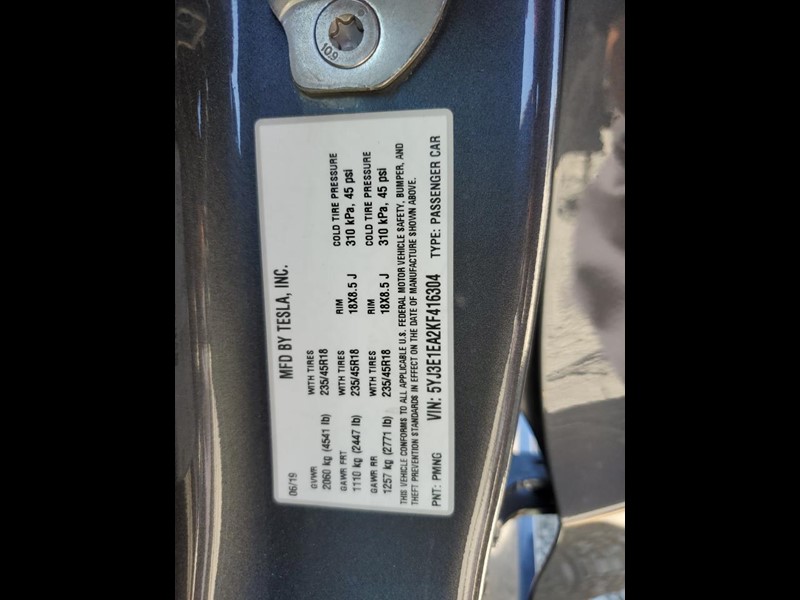 10.9
06/19 MFD BY TESLA, INC.
GVWR WITH TIRES
2060 kg (4541 lb) 235/45R18
GAWR FRT WITH TIRES RIM COLD TIRE PRESSURE
1110 kg (2447 lb) 235/45R18 18X8.5 J 310 kPa, 45 psi
GAWR RR WITH TIRES RIM COLD TIRE PRESSURE
1257 kg (2771 lb) 235/45R18 18X8.5 J 310 kPa, 45 psi
THIS VEHICLE CONFORMS TO ALL APPLICABLE U.S. FEDERAL MOTOR VEHICLE SAFETY, BUMPER, AND
THEFT PREVENTION STANDARDS IN EFFECT ON THE DATE OF MANUFACTURE SHOWN ABOVE.
PNT: PMNG VIN: 5YJ3E1EA2KF416304 TYPE: PASSENGER CAR